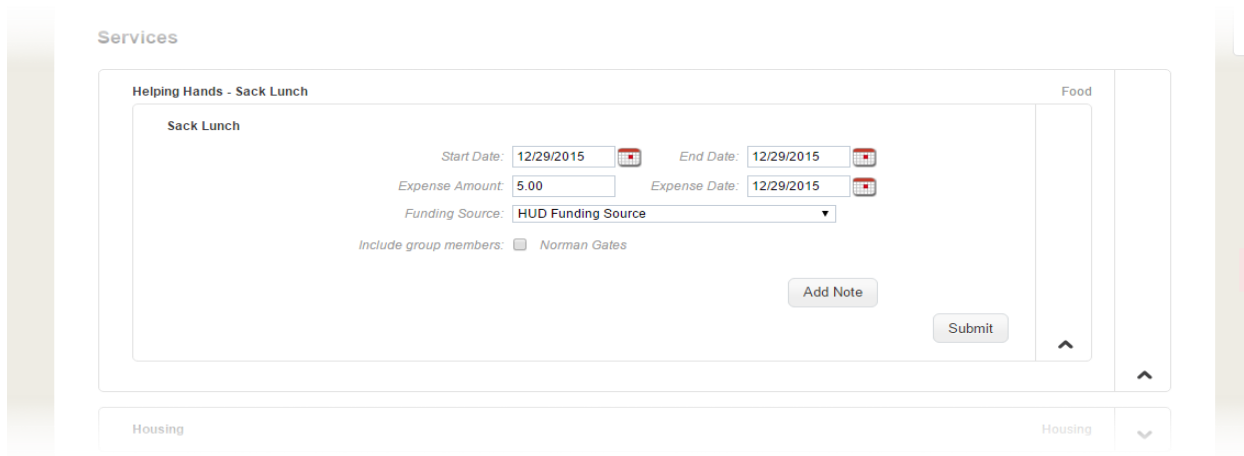 Services
Helping Hands - Sack Lunch Food
Sack Lunch
Start Date: 12/29/2015 End Date: 12/29/2015
Expense Amount: 5.00 Expense Date: 12/29/2015
Funding Source: HUD Funding Source
Include group members: Norman Gates
Add Note
Submit
Housing Housing